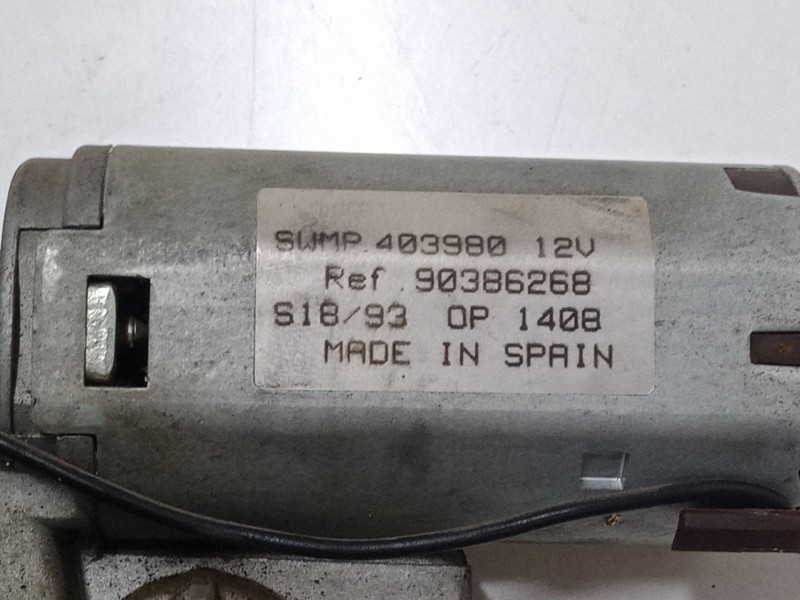 SWMP.403980 12V
Ref.90386268
S18/93 OP 1408
MADE IN SPAIN